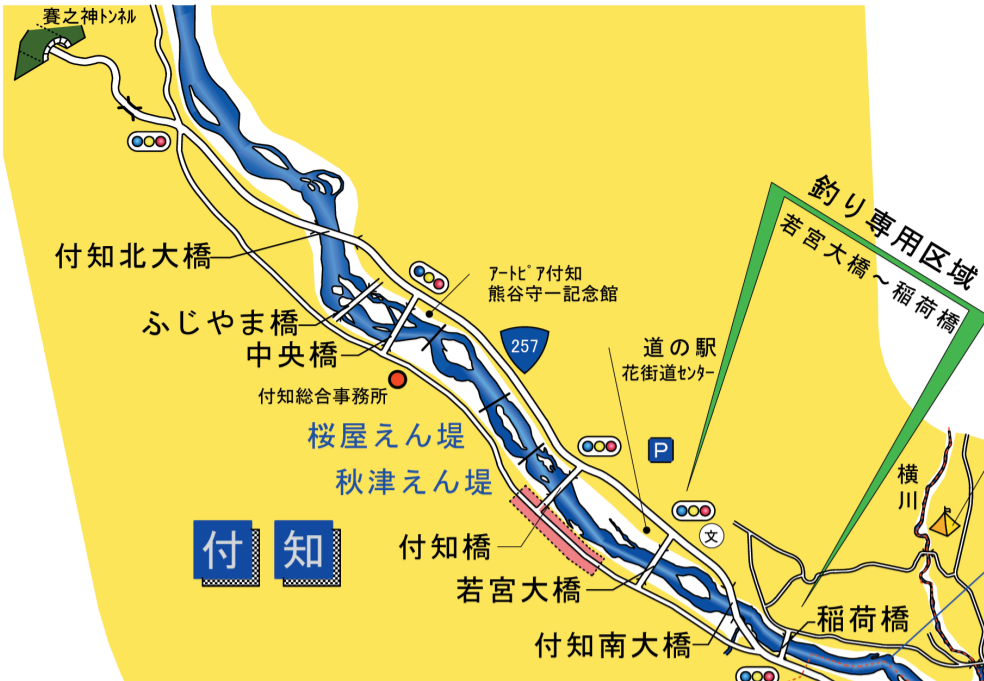 賽之神トンネル
付知北大橋
ふじやま橋
中央橋
アートピア付知
熊谷守一記念館
257
付知総合事務所
道の駅
花街道センター
釣り専用区域
若宮大橋～稲荷橋
桜屋えん堤
秋津えん堤
P
横川
付知
付知橋
文
若宮大橋
付知南大橋
稲荷橋